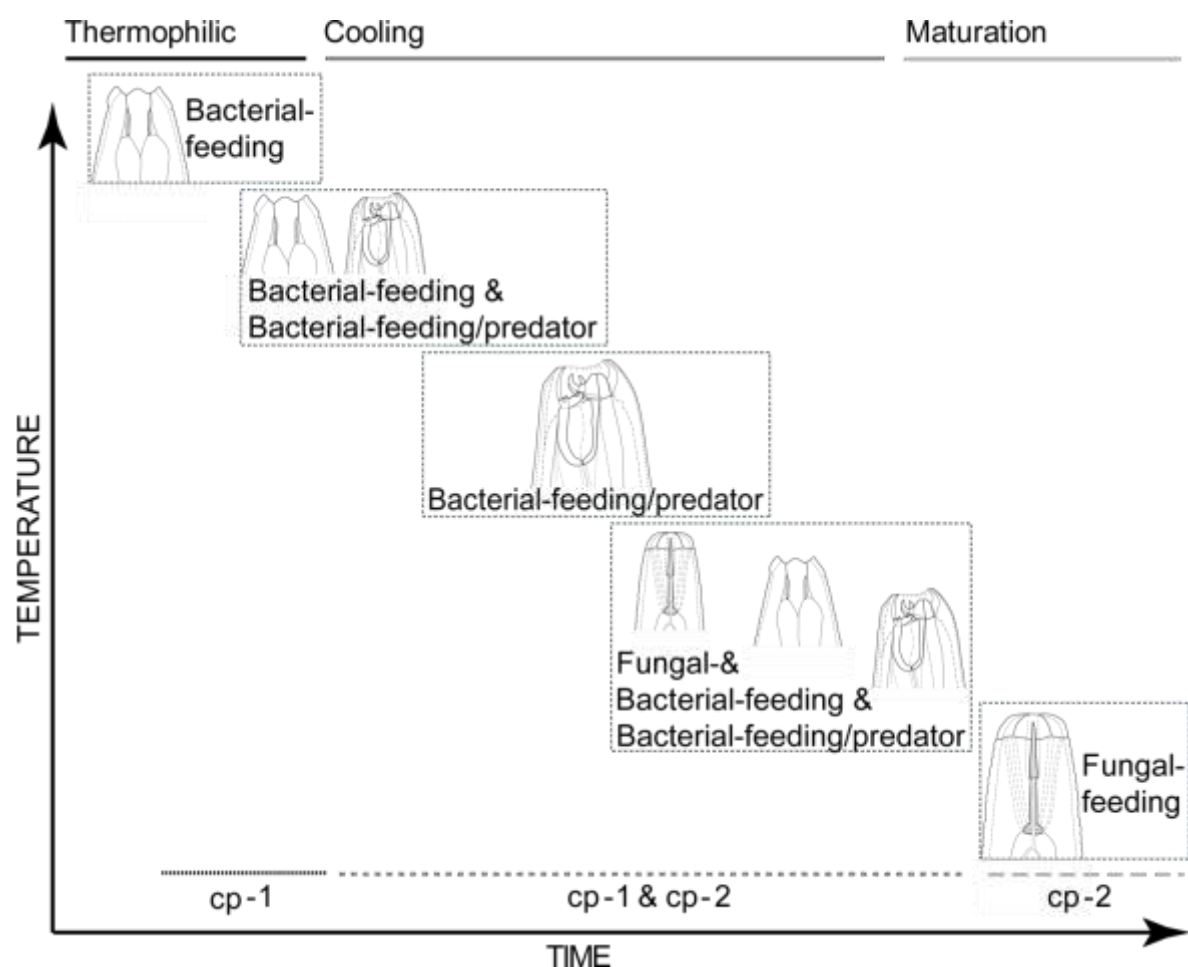 Thermophilic
Cooling
Maturation
Bacterial-
feeding
Bacterial-feeding &
Bacterial-feeding/predator
Bacterial-feeding/predator
Fungal-&
Bacterial-feeding &
Bacterial-feeding/predator
Fungal-
feeding
TEMPERATURE
cp-1
cp-1 & cp-2
cp-2
TIME